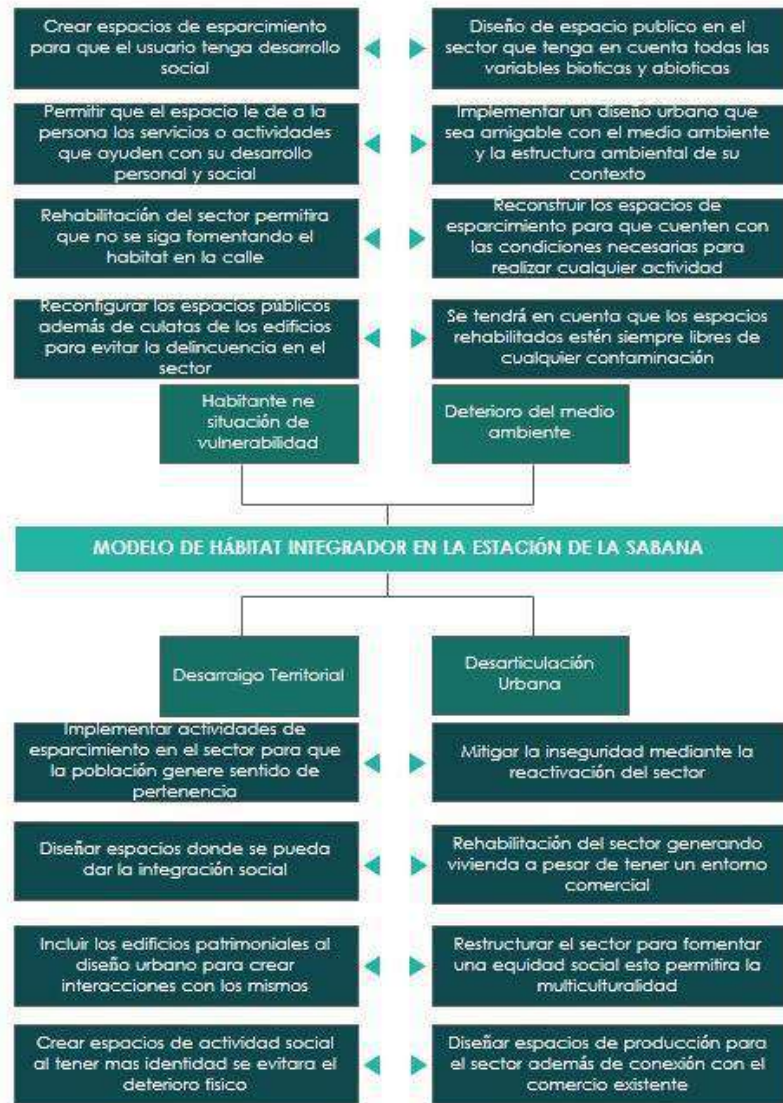 Crear espacios de esparcimiento
para que el usuario tenga desarrollo
social
Diseño de espacio publico en el
sector que tenga en cuenta todas las
variables bioticas y abioticas
Permitir que el espacio le de a la
persona los servicios o actividades
que ayuden con su desarrollo
personal y social
Implementar un diseño urbano que
sea amigable con el medio ambiente
y la estructura ambiental de su
contexto
Rehabilitación del sector permitira
que no se siga fomentando el
habitat en la calle
Reconstruir los espacios de
esparcimiento para que cuenten con
las condiciones necesarias para
realizar cualquier actividad
Reconfigurar los espacios públicos
además de culatas de los edificios
para evitar la delincuencia en el
sector
Se tendrá en cuenta que los espacios
rehabilitados estén siempre libres de
cualquier contaminación
Habitante ne
situación de
vulnerabilidad
Deterioro del medio
ambiente
MODELO DE HÁBITAT INTEGRADOR EN LA ESTACIÓN DE LA SABANA
Desarraigo Territorial
Desarticulación
Urbana
Implementar actividades de
esparcimiento en el sector para que
la población genere sentido de
pertenencia
Mitigar la inseguridad mediante la
reactivación del sector
Diseñar espacios donde se pueda
dar la integración social
Rehabilitación del sector generando
vivienda a pesar de tener un entorno
comercial
Incluir los edificios patrimoniales al
diseño urbano para crear
interacciones con los mismos
Restructurar el sector para fomentar
una equidad social esto permitira la
multiculturalidad
Crear espacios de actividad social
al tener mas identidad se evitara el
deterioro fisico
Diseñar espacios de producción para
el sector además de conexión con el
comercio existente